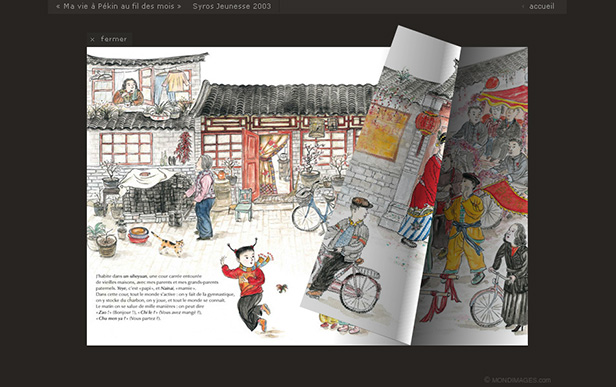 « Ma vie à Pékin au fil des mois » Syros Jeunesse 2003
accueil
× fermer
J'habite dans un siheyuan, une cour carrée entourée
de vieilles maisons, avec mes parents et mes grands-parents
paternels. Yeye, c'est « papi », et Nainai, « mamie ».
Dans cette cour, tout le monde s'active : on y fait de la gymnastique,
on y stocke du charbon, on y joue, et tout le monde se connaît.
Le matin on se salue de mille manières : on peut dire
« Zao ! » (Bonjour !), « Chi le ? » (Vous avez mangé ?),
« Chu men ya ? » (Vous partez ?).
© MONDIMAGES.com